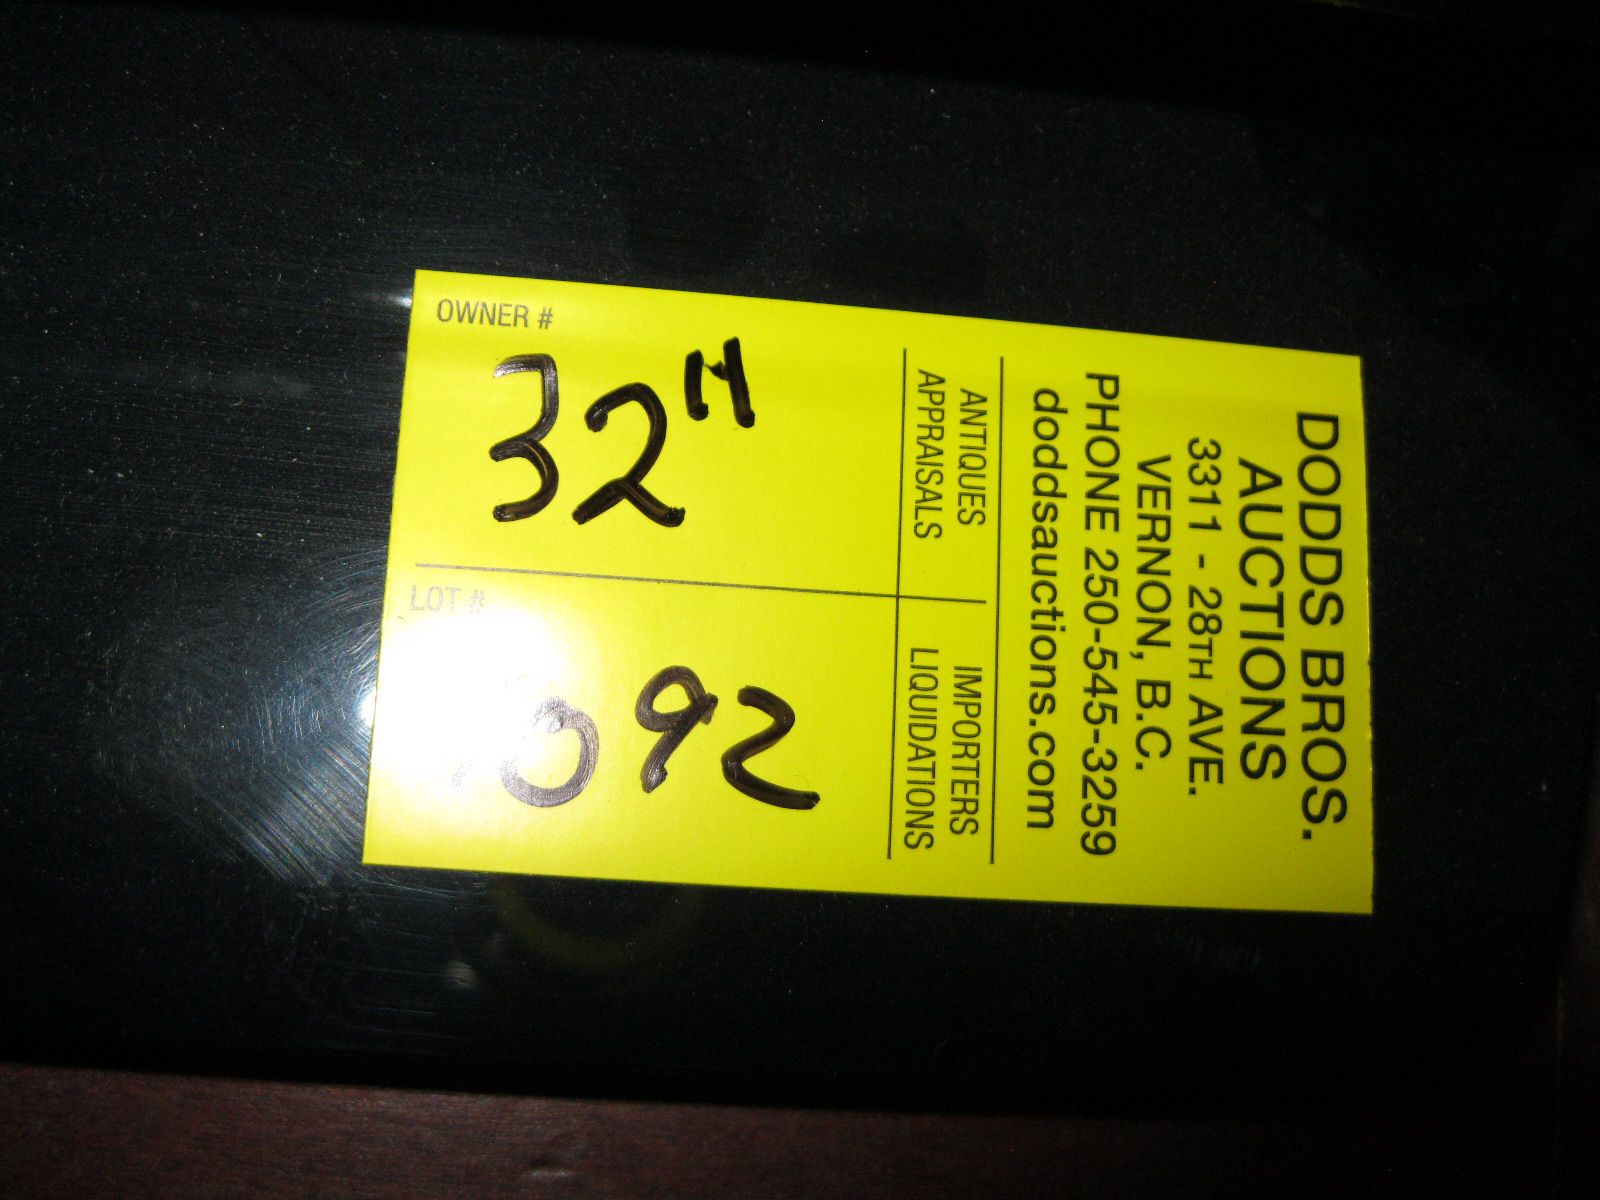 DODDS BROS.
AUCTIONS
3311 - 28TH AVE.
VERNON, B.C.
PHONE 250-545-3259
doddsauctions.com
ANTIQUES
APPRAISALS
IMPORTERS
LIQUIDATIONS
OWNER #
32"
LOT #